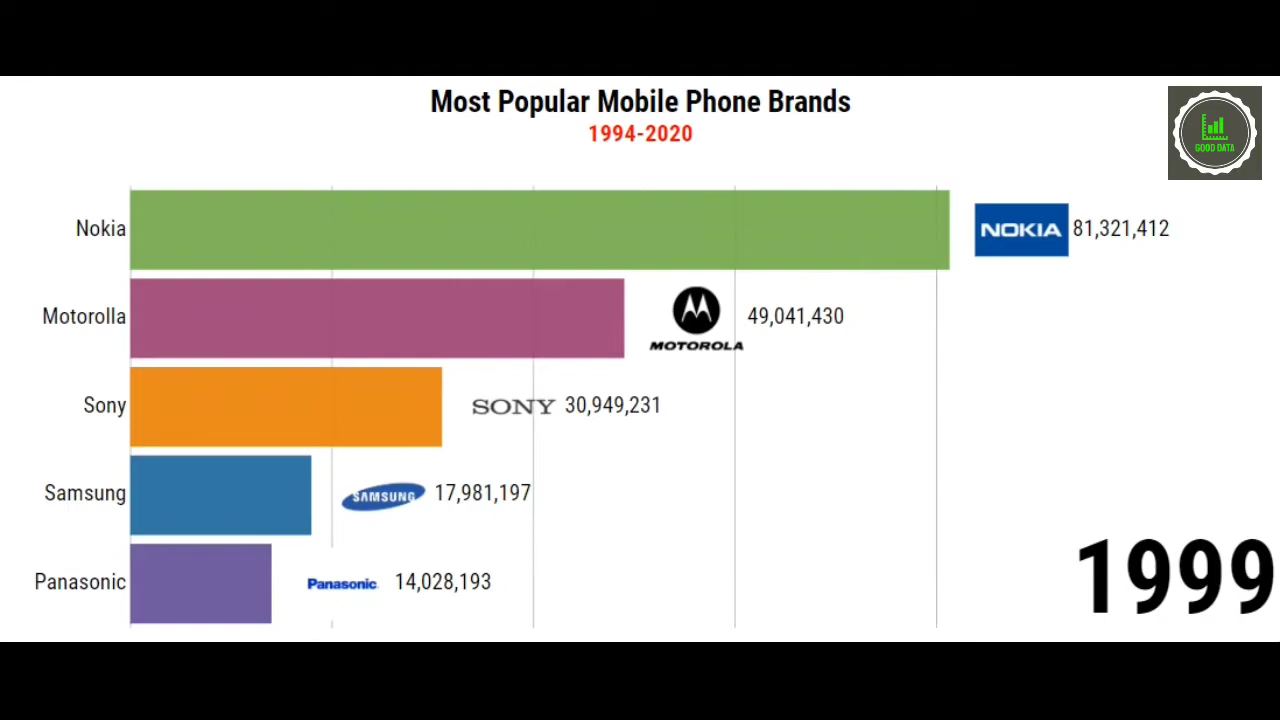 Most Popular Mobile Phone Brands
1994-2020
GOOD DATA
Nokia NOKIA 81,321,412
Motorolla MOTOROLA 49,041,430
Sony SONY 30,949,231
Samsung SAMSUNG 17,981,197
Panasonic Panasonic 14,028,193
1999